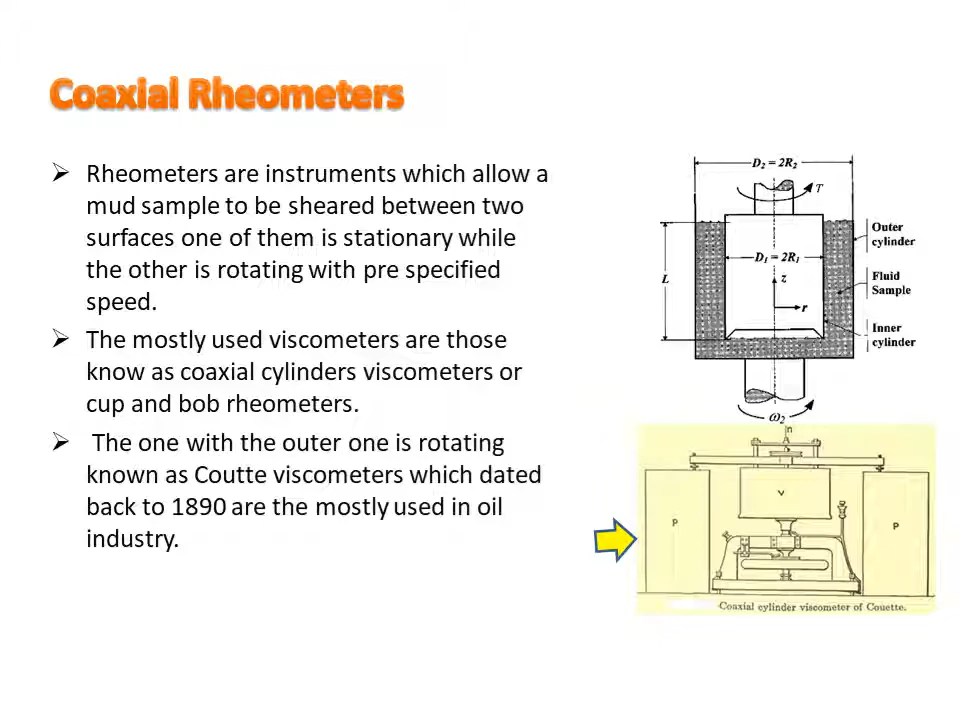 Coaxial Rheometers
Rheometers are instruments which allow a
mud sample to be sheared between two
surfaces one of them is stationary while
the other is rotating with pre specified
speed.
The mostly used viscometers are those
know as coaxial cylinders viscometers or
cup and bob rheometers.
The one with the outer one is rotating
known as Coutte viscometers which dated
back to 1890 are the mostly used in oil
industry.
D₂ = 2R₂
T
Outer
cylinder
D₁ = 2R₁
L
z
Fluid
Sample
r
Inner
cylinder
ω₂
n
V
P
P
Coaxial cylinder viscometer of Couette.